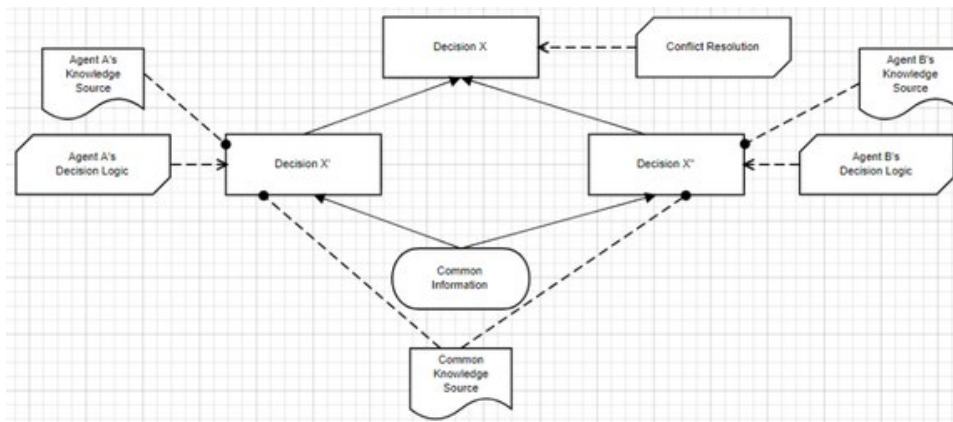 Decision X
Conflict Resolution
Agent A's
Knowledge
Source
Agent B's
Knowledge
Source
Agent A's
Decision Logic
Decision X'
Decision X"
Agent B's
Decision Logic
Common
Information
Common
Knowledge
Source